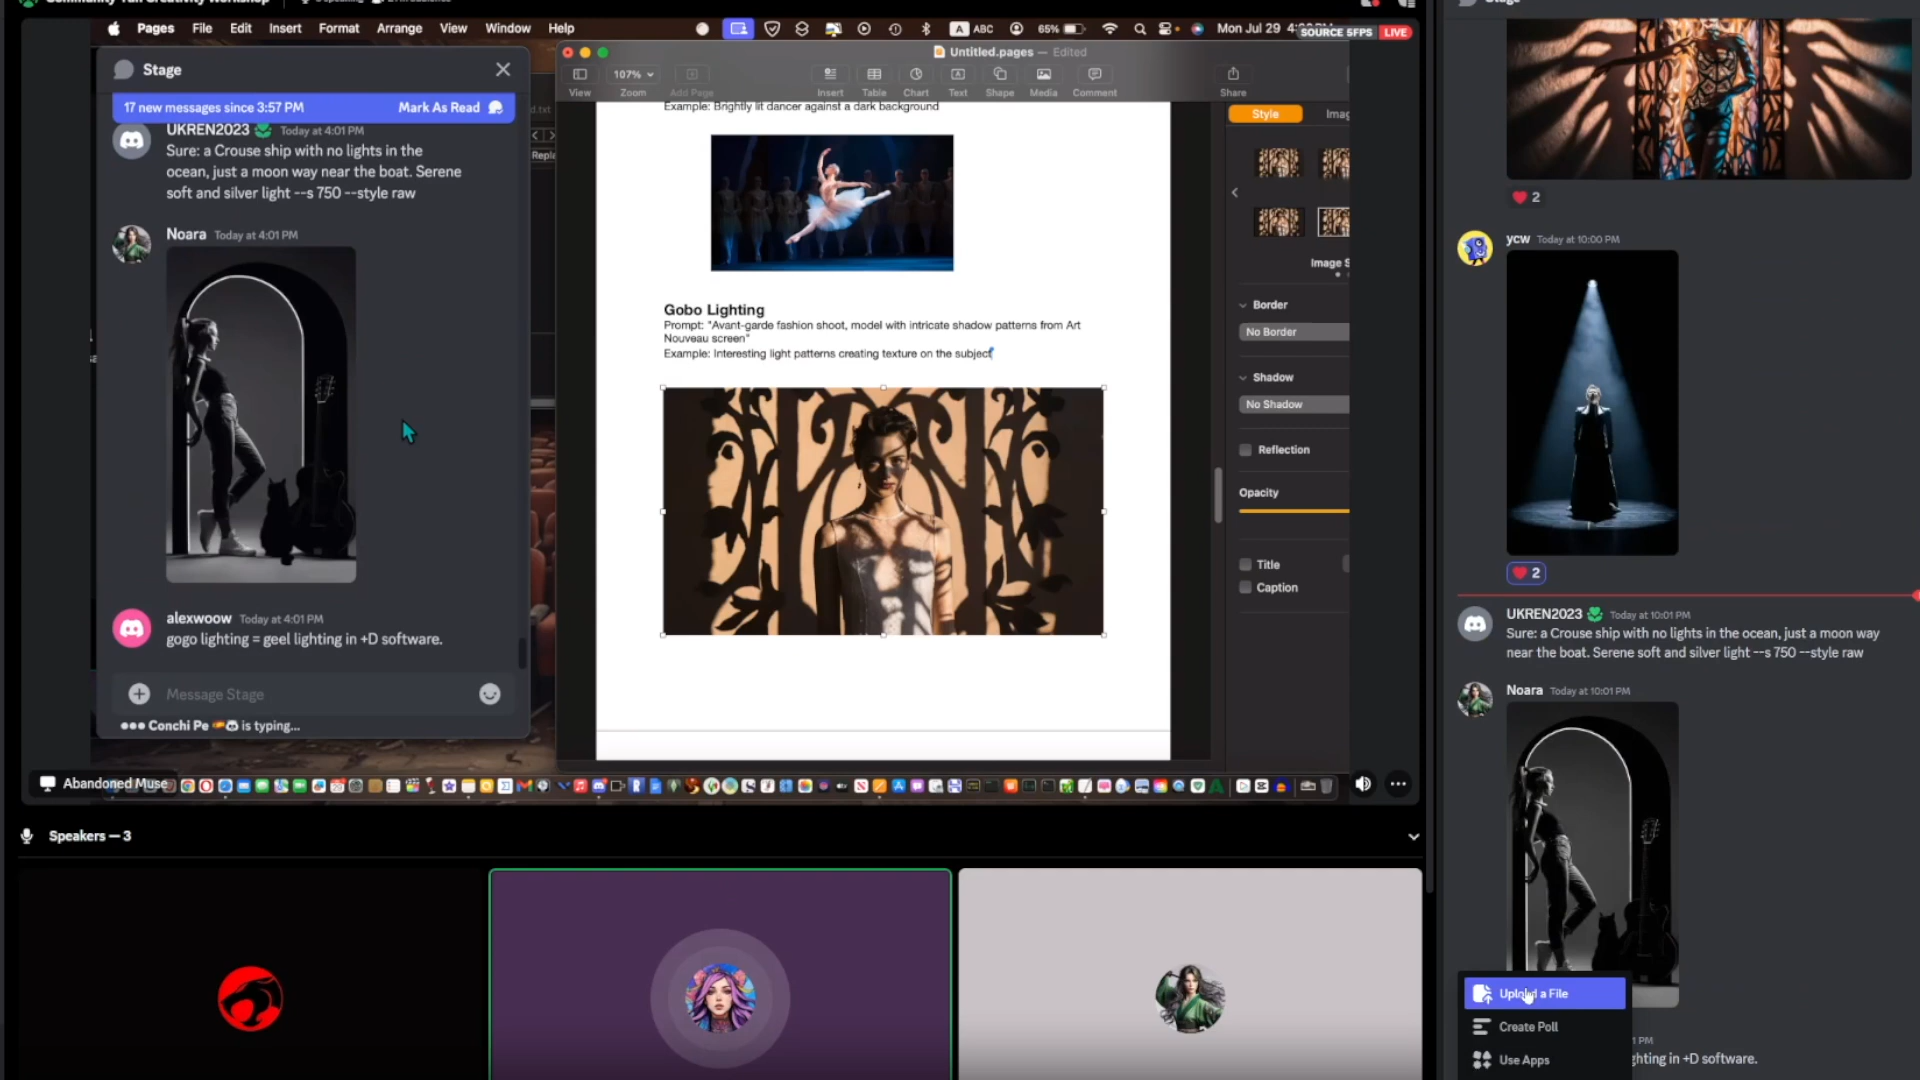 Stage
Pages File Edit Insert Format Arrange View Window Help
ABC 65% Mon Jul 29
SOURCE 5FPS LIVE
Stage
17 new messages since 3:57 PM Mark As Read
UKREN2023 Today at 4:01 PM
Sure: a Crouse ship with no lights in the
ocean, just a moon way near the boat. Serene
soft and silver light --s 750 --style raw
Noara Today at 4:01 PM
alexwoow Today at 4:01 PM
gogo lighting = geel lighting in +D software.
Message Stage
Conchi Pe is typing...
Untitled.pages — Edited
107%
View Zoom Add Page Insert Table Chart Text Shape Media Comment Share
Example: Brightly lit dancer against a dark background
Gobo Lighting
Prompt: "Avant-garde fashion shoot, model with intricate shadow patterns from Art
Nouveau screen"
Example: Interesting light patterns creating texture on the subject
Style
Image S
Border
No Border
Shadow
No Shadow
Reflection
Opacity
Title
Caption
Abandoned Muse
Speakers — 3
2
ycw Today at 10:00 PM
2
UKREN2023 Today at 10:01 PM
Sure: a Crouse ship with no lights in the ocean, just a moon way
near the boat. Serene soft and silver light --s 750 --style raw
Noara Today at 10:01 PM
Upload a File
Create Poll
Use Apps
1 PM
ghting in +D software.